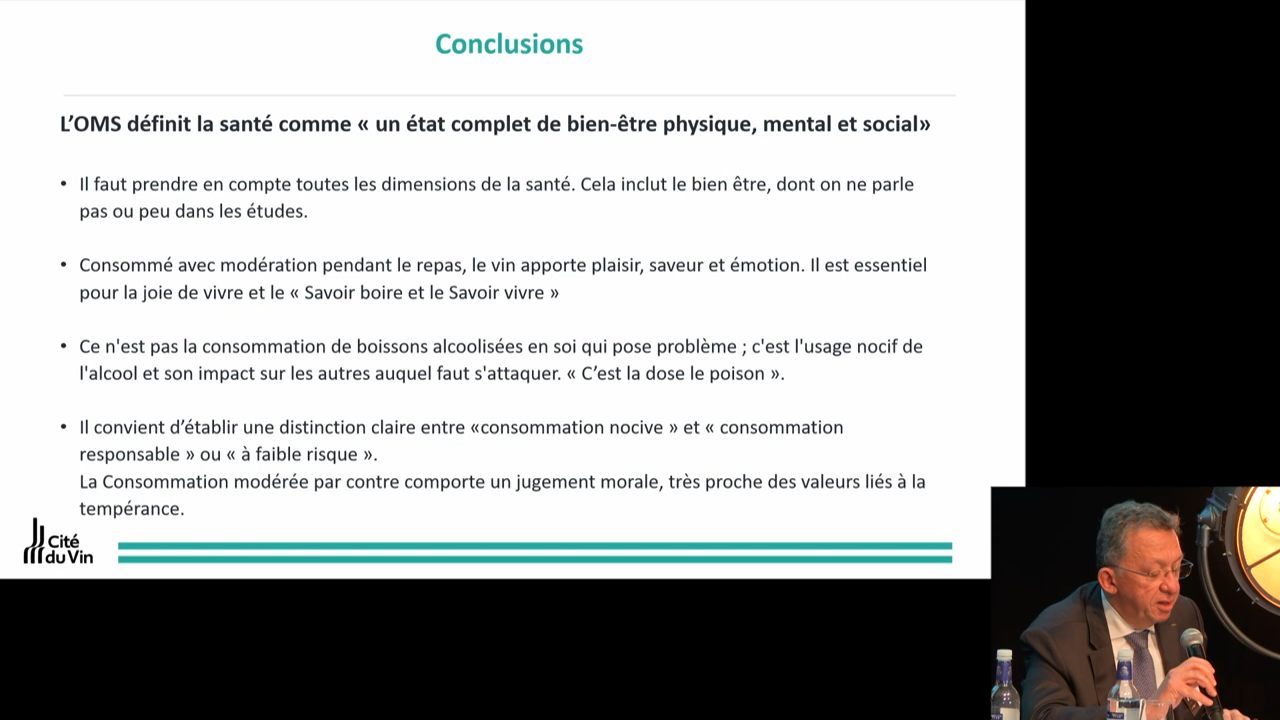 Conclusions
L’OMS définit la santé comme « un état complet de bien-être physique, mental et social»
• Il faut prendre en compte toutes les dimensions de la santé. Cela inclut le bien être, dont on ne parle
pas ou peu dans les études.
• Consommé avec modération pendant le repas, le vin apporte plaisir, saveur et émotion. Il est essentiel
pour la joie de vivre et le « Savoir boire et le Savoir vivre »
• Ce n'est pas la consommation de boissons alcoolisées en soi qui pose problème ; c'est l'usage nocif de
l'alcool et son impact sur les autres auquel faut s'attaquer. « C’est la dose le poison ».
• Il convient d’établir une distinction claire entre «consommation nocive » et « consommation
responsable » ou « à faible risque ».
La Consommation modérée par contre comporte un jugement morale, très proche des valeurs liés à la
tempérance.
Cité
du Vin